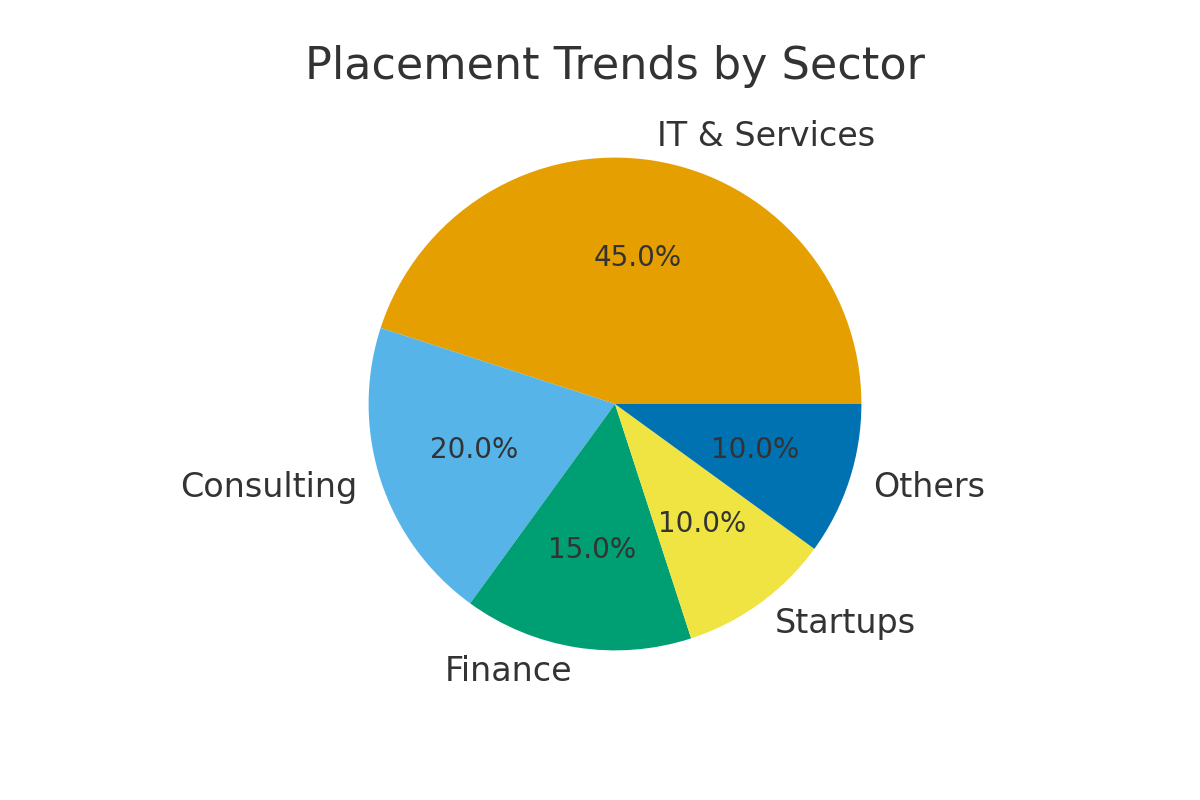 Placement Trends by Sector
IT & Services
45.0%
20.0%
10.0%
Consulting
Others
10.0%
15.0%
Startups
Finance